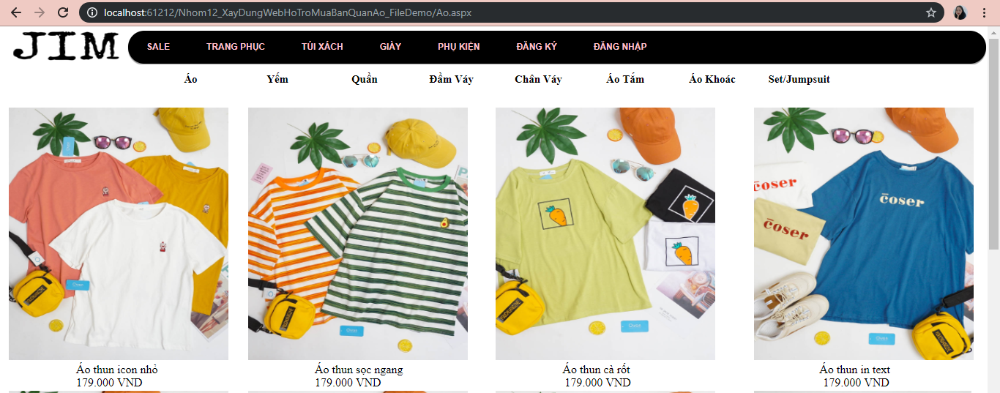 localhost:61212/Nhom12_XayDungWebHoTroMuaBanQuanAo_FileDemo/Ao.aspx
JIM SALE TRANG PHỤC TÚI XÁCH GIÀY PHỤ KIỆN ĐĂNG KÝ ĐĂNG NHẬP
Áo Yếm Quần Đầm Váy Chân Váy Áo Tắm Áo Khoác Set/Jumpsuit
coser
coser
coser
Áo thun icon nhỏ Áo thun sọc ngang Áo thun cà rốt Áo thun in text
179.000 VND 179.000 VND 179.000 VND 179.000 VND